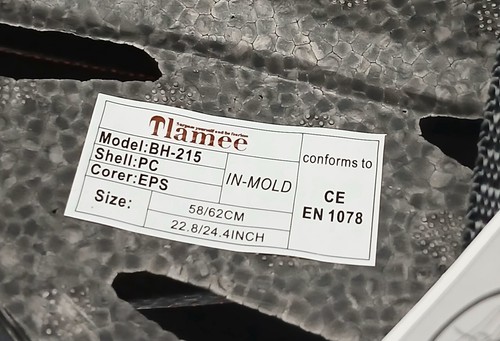 Tlamee
Model:BH-215
Shell:PC
Corer:EPS
IN-MOLD
Size:
58/62CM
22.8/24.4INCH
conforms to
CE
EN 1078